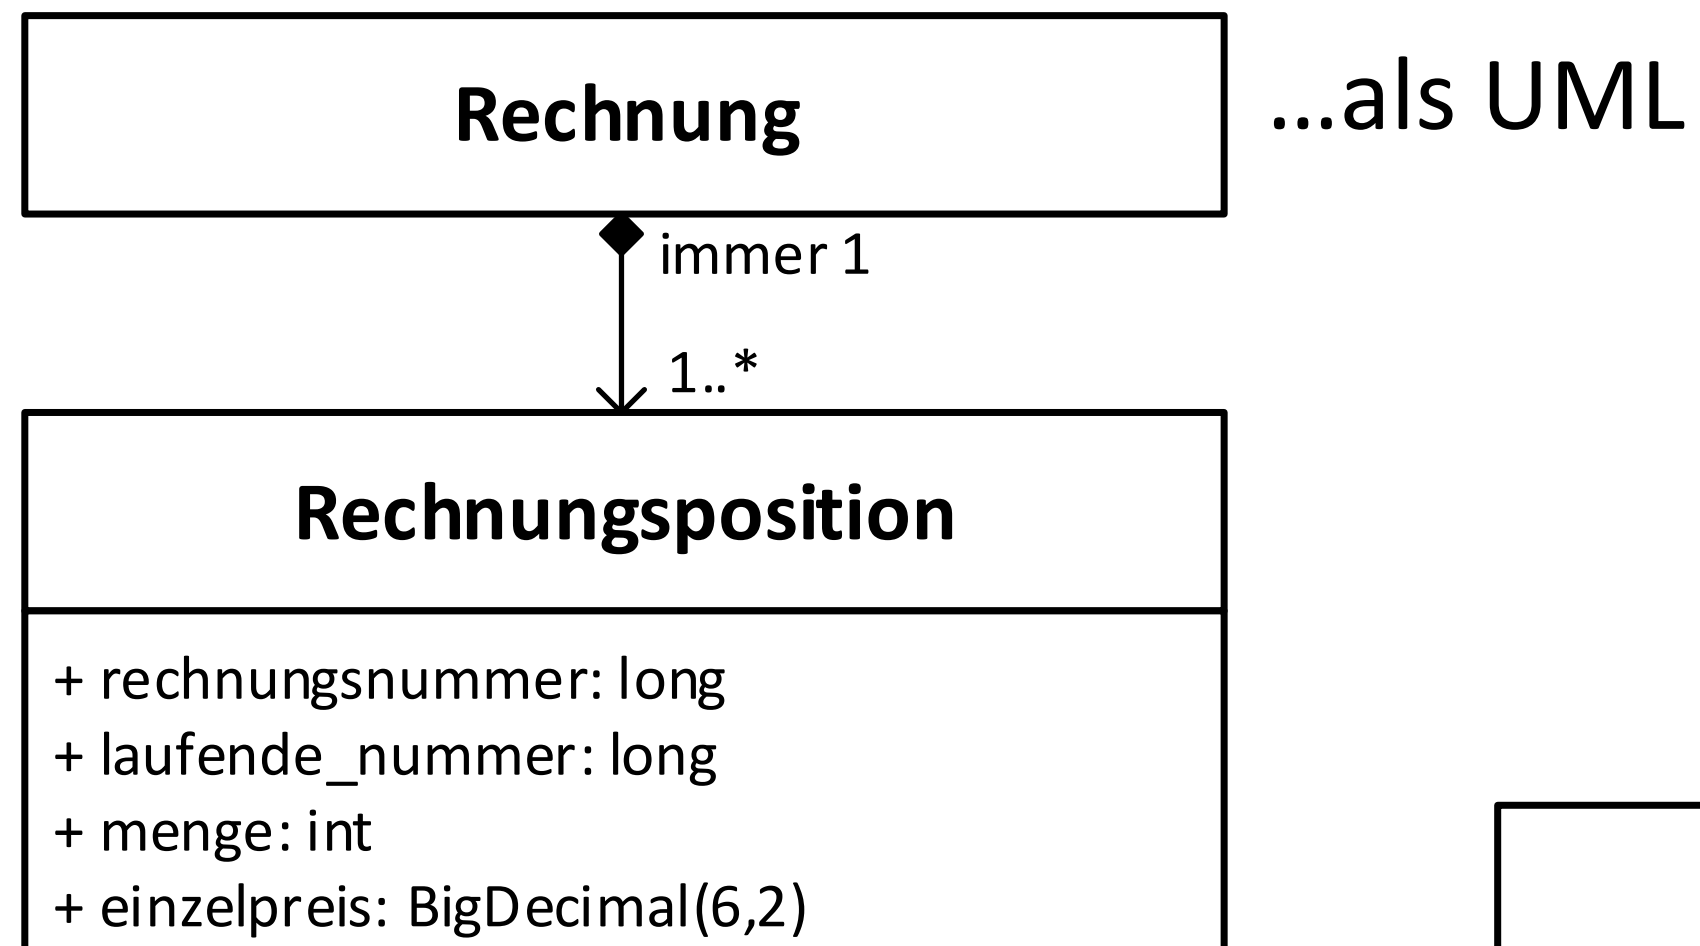 Rechnung
...als UML
immer 1
1..*
Rechnungsposition
+ rechnungsnummer: long
+ laufende_nummer: long
+ menge: int
+ einzelpreis: BigDecimal(6,2)